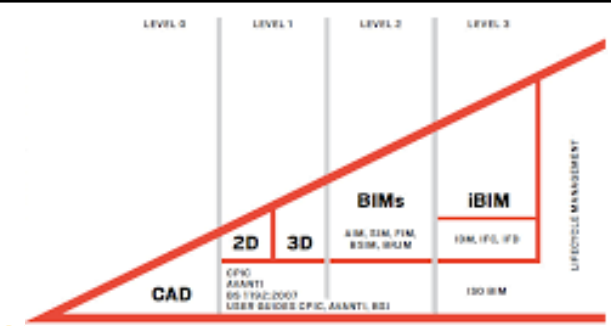 LEVEL 0
LEVEL 1
LEVEL 2
LEVEL 3
BIMs
iBIM
2D
3D
AIM, SIM, FIM,
BSIM, BRIM
IDM, IFC, IFD
LIFECYCLE MANAGEMENT
CAD
CPIC
AVANTI
BS 1192:2007
USER GUIDES CPIC, AVANTI, BSI
ISO BIM